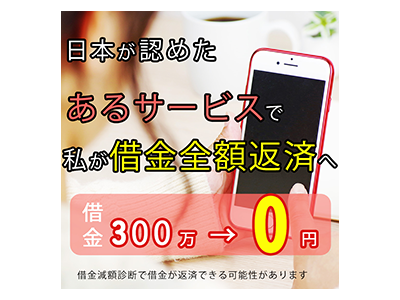 日本が認めた
あるサービスで
私が借金全額返済へ
借金 300万 → 0円
借金減額診断で借金が返済できる可能性があります